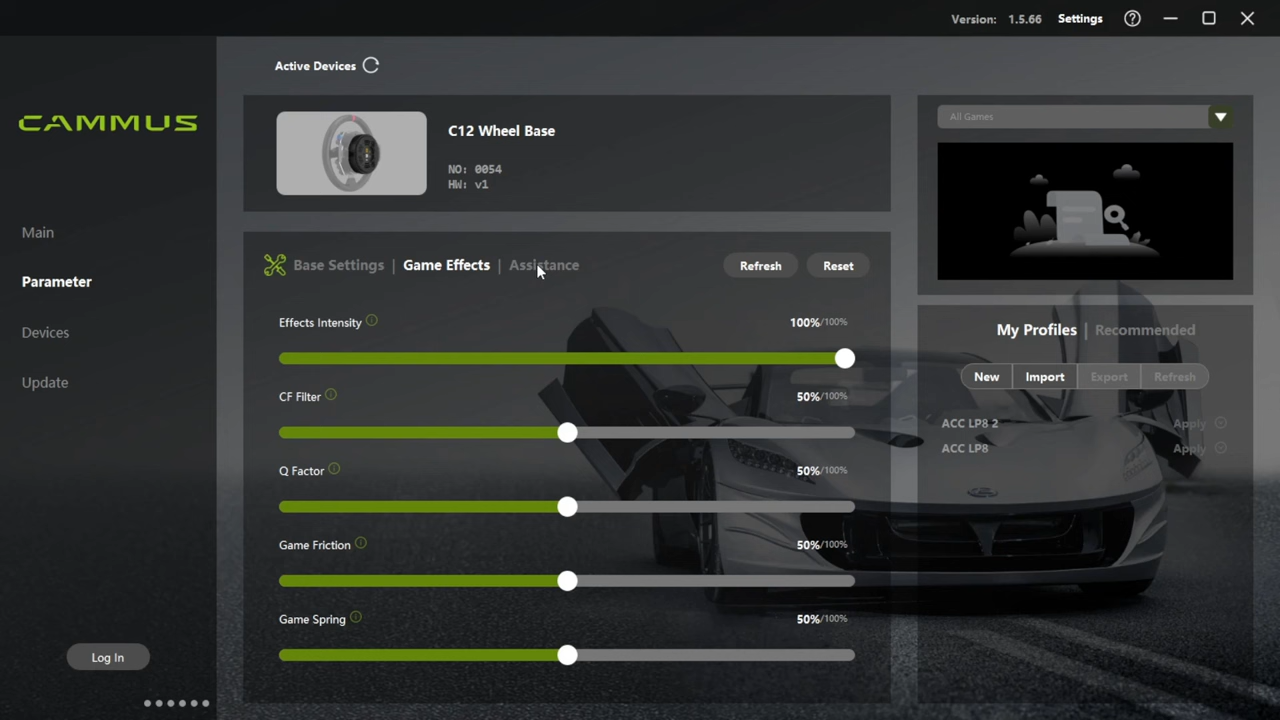 Version: 1.5.66 Settings
Active Devices
CAMMUS
C12 Wheel Base
NO: 0054
HW: v1
All Games
Main
Parameter
Devices
Update
Log In
Base Settings | Game Effects | Assistance
Refresh Reset
Effects Intensity 100%/100%
CF Filter 50%/100%
Q Factor 50%/100%
Game Friction 50%/100%
Game Spring 50%/100%
My Profiles | Recommended
New Import Export Refresh
ACC LP8 2 Apply
ACC LP8 Apply